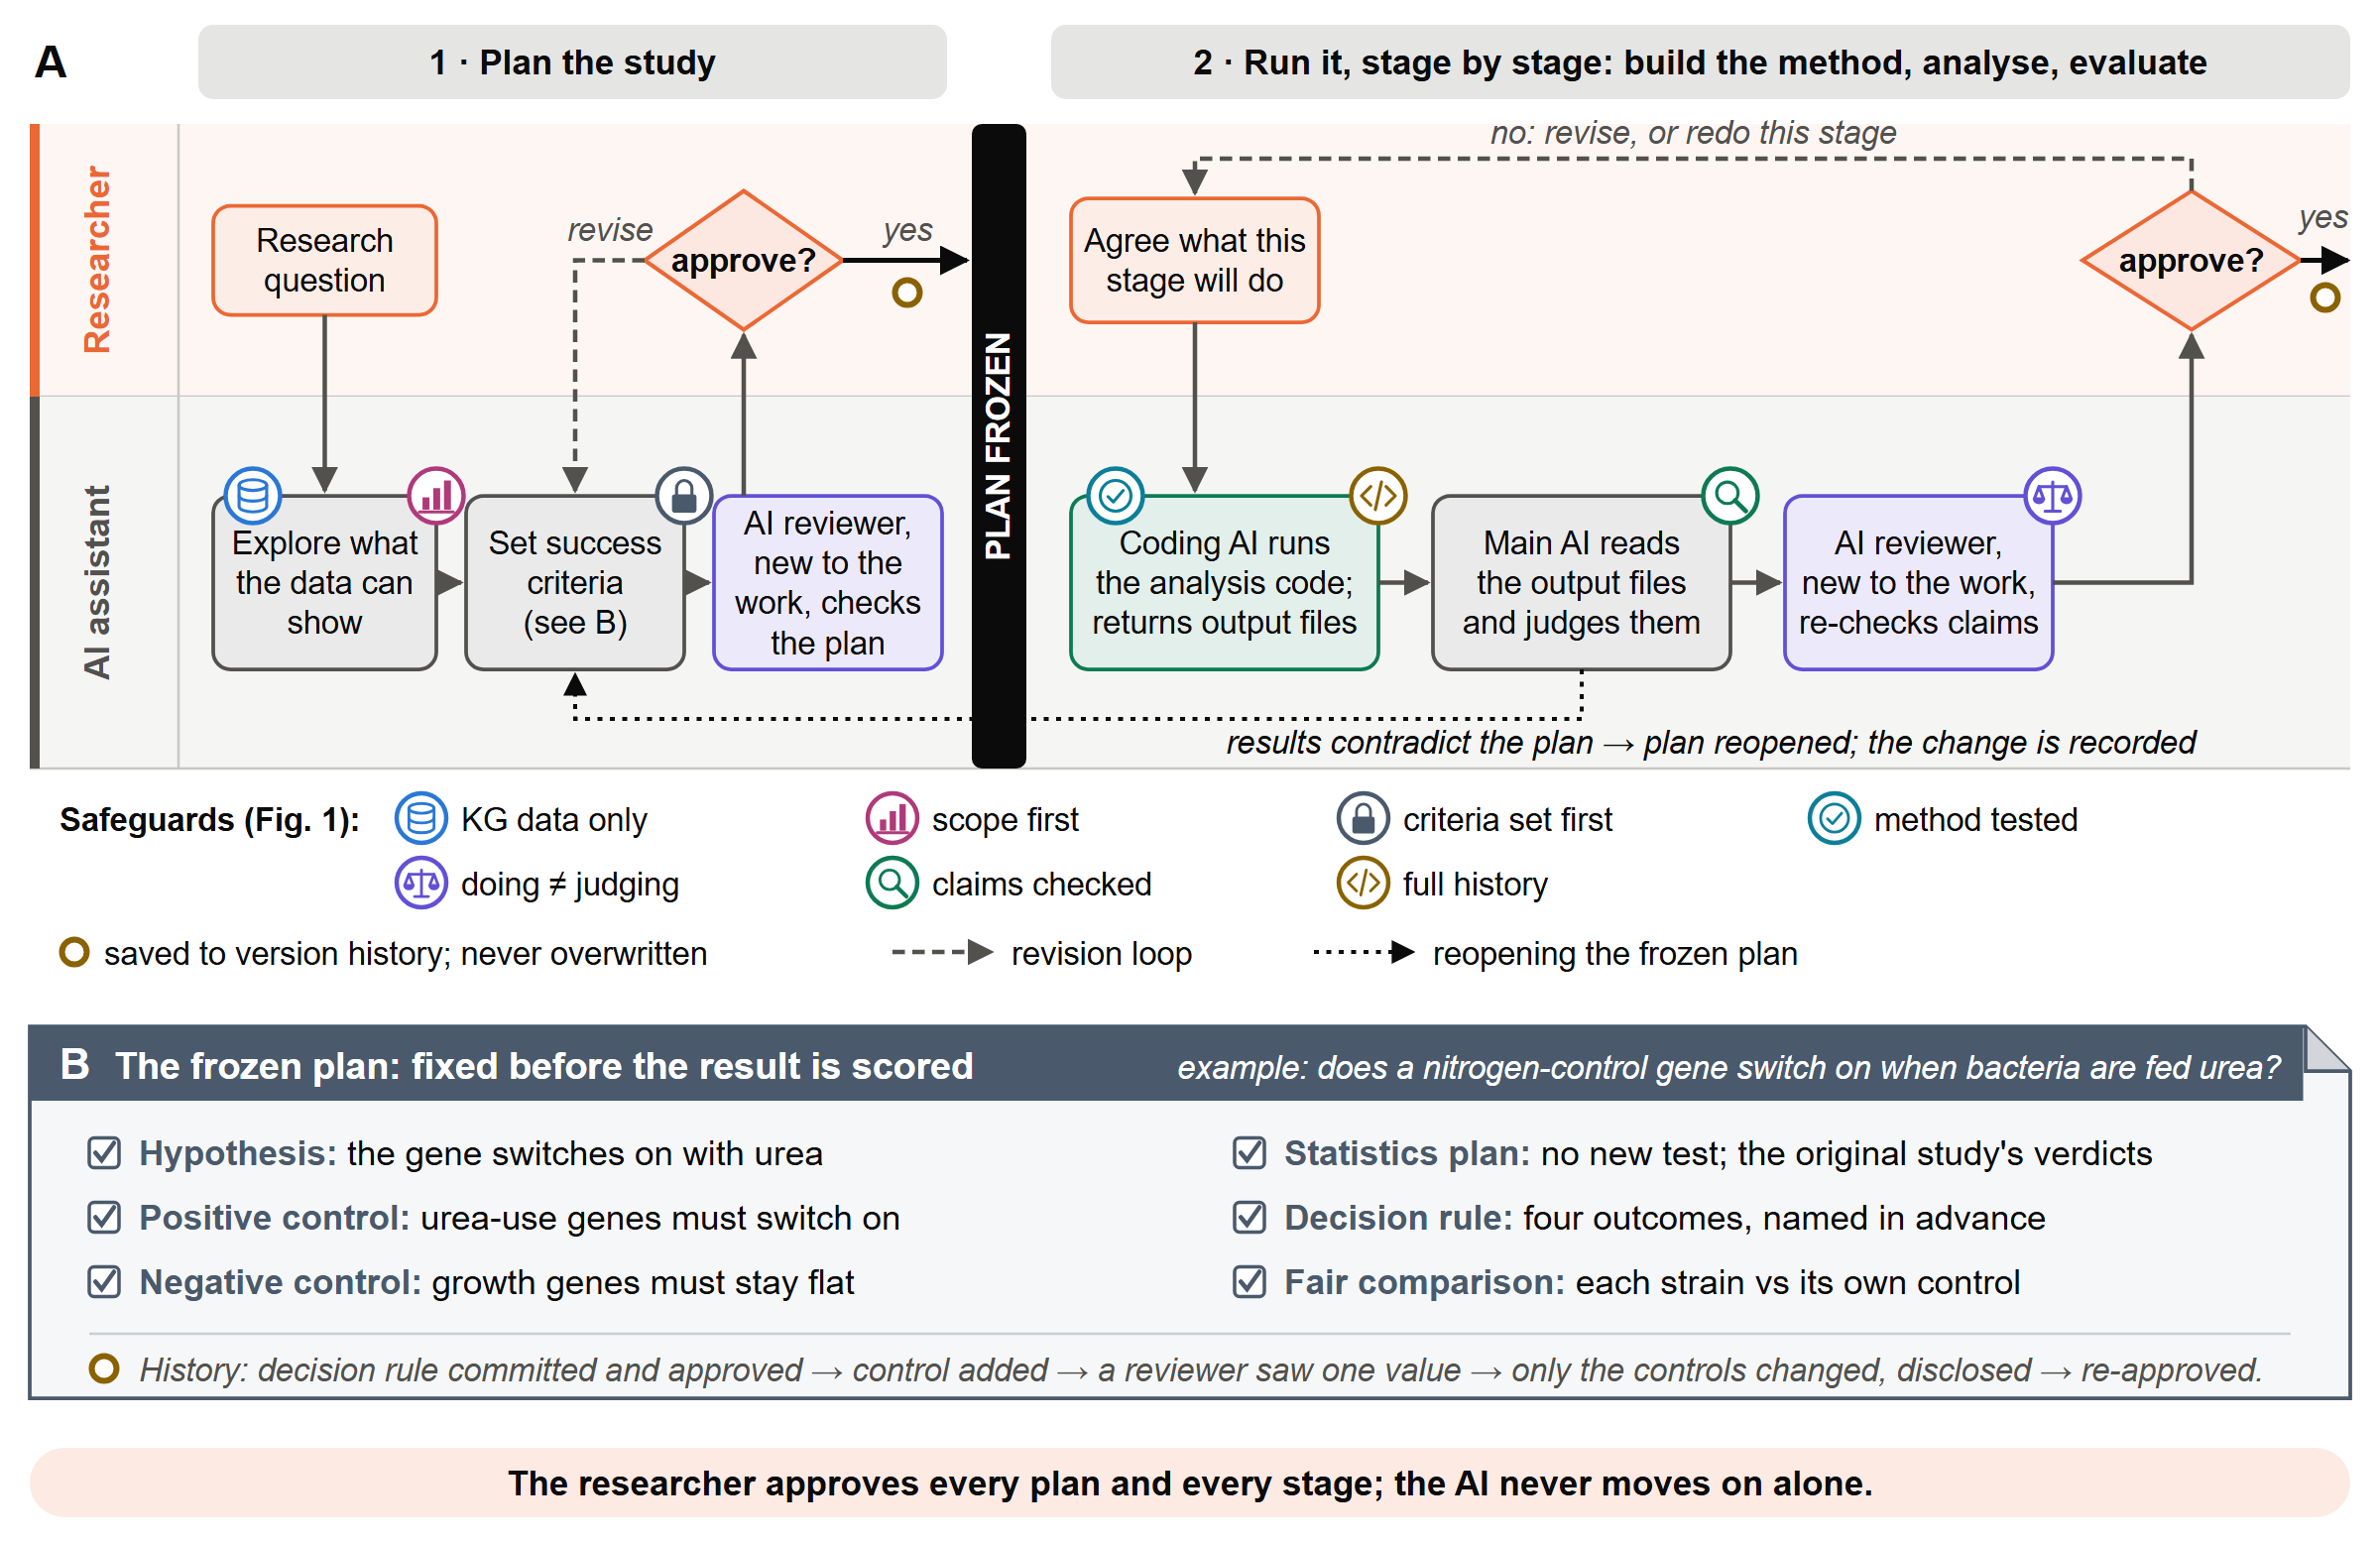 A
1 · Plan the study
2 · Run it, stage by stage: build the method, analyse, evaluate
Researcher
Research
question
revise
approve?
yes
PLAN FROZEN
no: revise, or redo this stage
Agree what this
stage will do
approve?
yes
AI assistant
Explore what
the data can
show
Set success
criteria
(see B)
AI reviewer,
new to the
work, checks
the plan
Coding AI runs
the analysis code;
returns output files
Main AI reads
the output files
and judges them
AI reviewer,
new to the work,
re-checks claims
results contradict the plan → plan reopened; the change is recorded
Safeguards (Fig. 1):
KG data only
scope first
criteria set first
method tested
doing ≠ judging
claims checked
full history
saved to version history; never overwritten
revision loop
reopening the frozen plan
B The frozen plan: fixed before the result is scored
example: does a nitrogen-control gene switch on when bacteria are fed urea?
Hypothesis: the gene switches on with urea
Positive control: urea-use genes must switch on
Negative control: growth genes must stay flat
Statistics plan: no new test; the original study's verdicts
Decision rule: four outcomes, named in advance
Fair comparison: each strain vs its own control
History: decision rule committed and approved → control added → a reviewer saw one value → only the controls changed, disclosed → re-approved.
The researcher approves every plan and every stage; the AI never moves on alone.